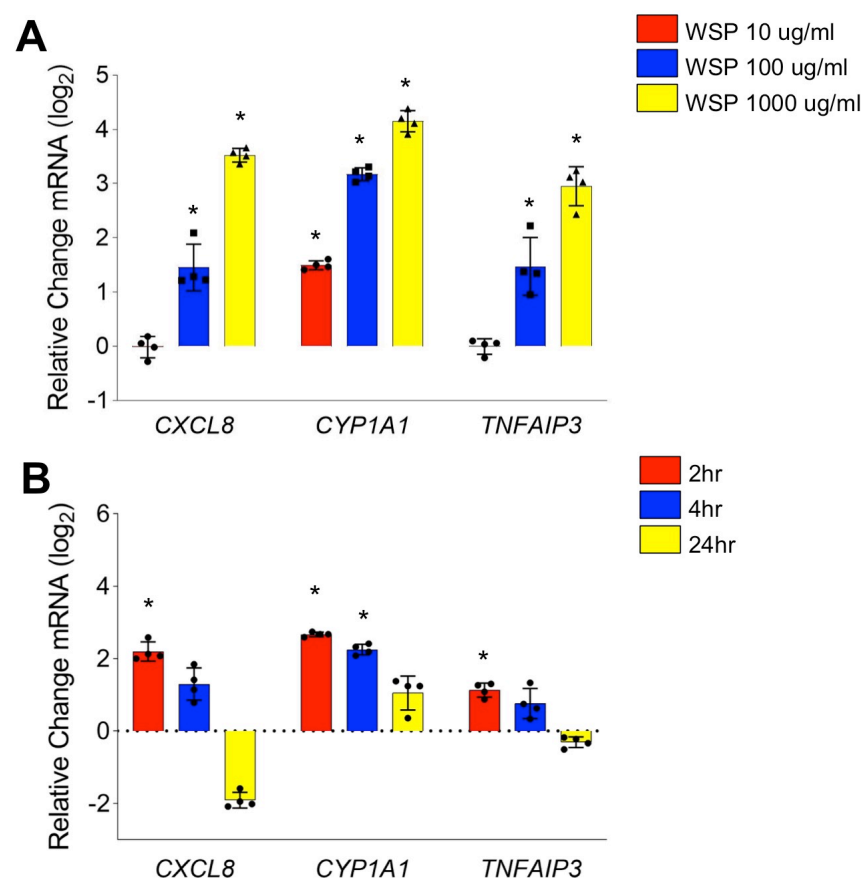 A
WSP 10 ug/ml
WSP 100 ug/ml
WSP 1000 ug/ml
Relative Change mRNA (log2)
5
4
3
2
1
0
-1
* * * * * * *
CXCL8 CYP1A1 TNFAIP3
B
2hr
4hr
24hr
Relative Change mRNA (log2)
6
4
2
0
-2
* * * *
CXCL8 CYP1A1 TNFAIP3